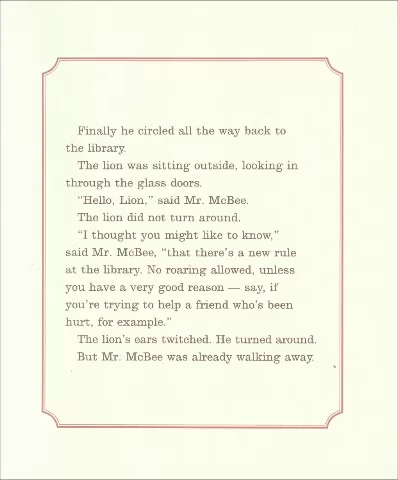 Finally he circled all the way back to
the library.
The lion was sitting outside, looking in
through the glass doors.
“Hello, Lion,” said Mr. McBee.
The lion did not turn around.
“I thought you might like to know,”
said Mr. McBee, “that there’s a new rule
at the library. No roaring allowed, unless
you have a very good reason — say, if
you’re trying to help a friend who’s been
hurt, for example.”
The lion’s ears twitched. He turned around.
But Mr. McBee was already walking away.